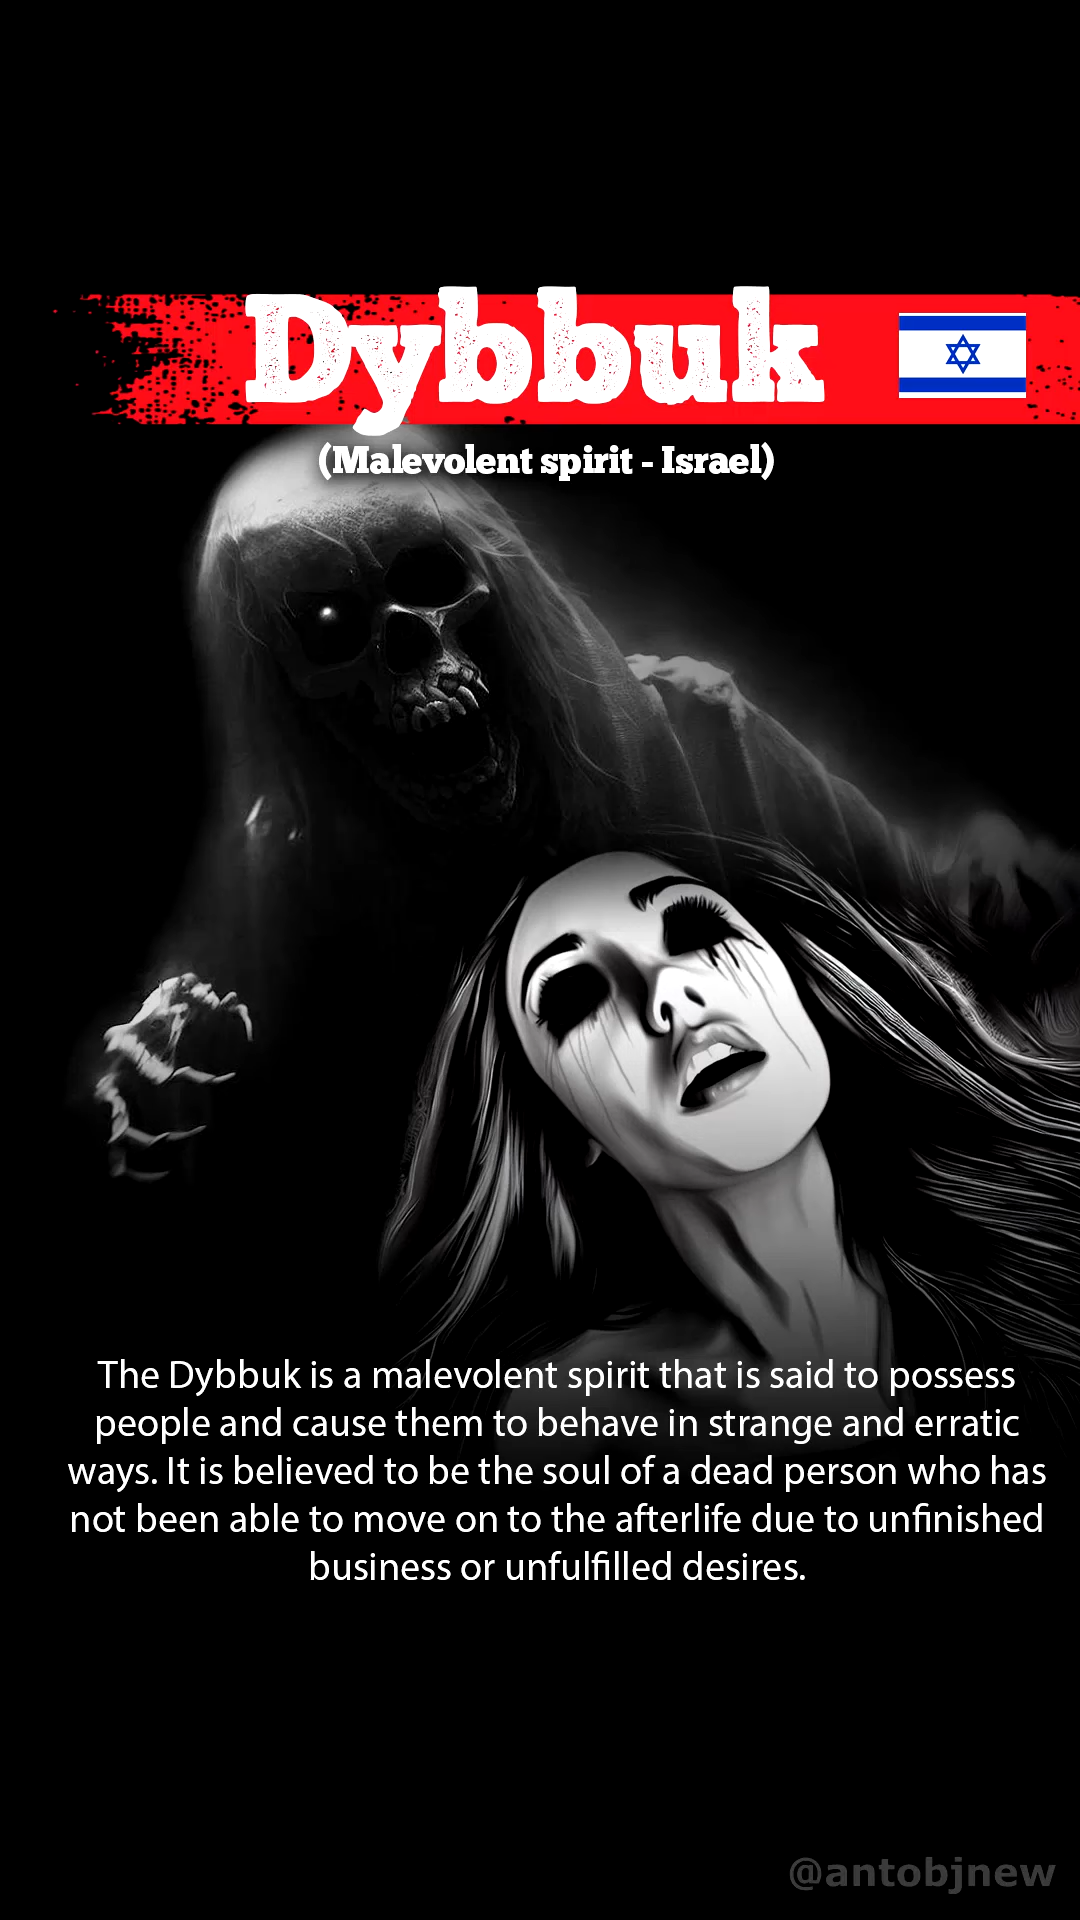 Dybbuk
(Malevolent spirit - Israel)
The Dybbuk is a malevolent spirit that is said to possess
people and cause them to behave in strange and erratic
ways. It is believed to be the soul of a dead person who has
not been able to move on to the afterlife due to unfinished
business or unfulfilled desires.
@antobjnew